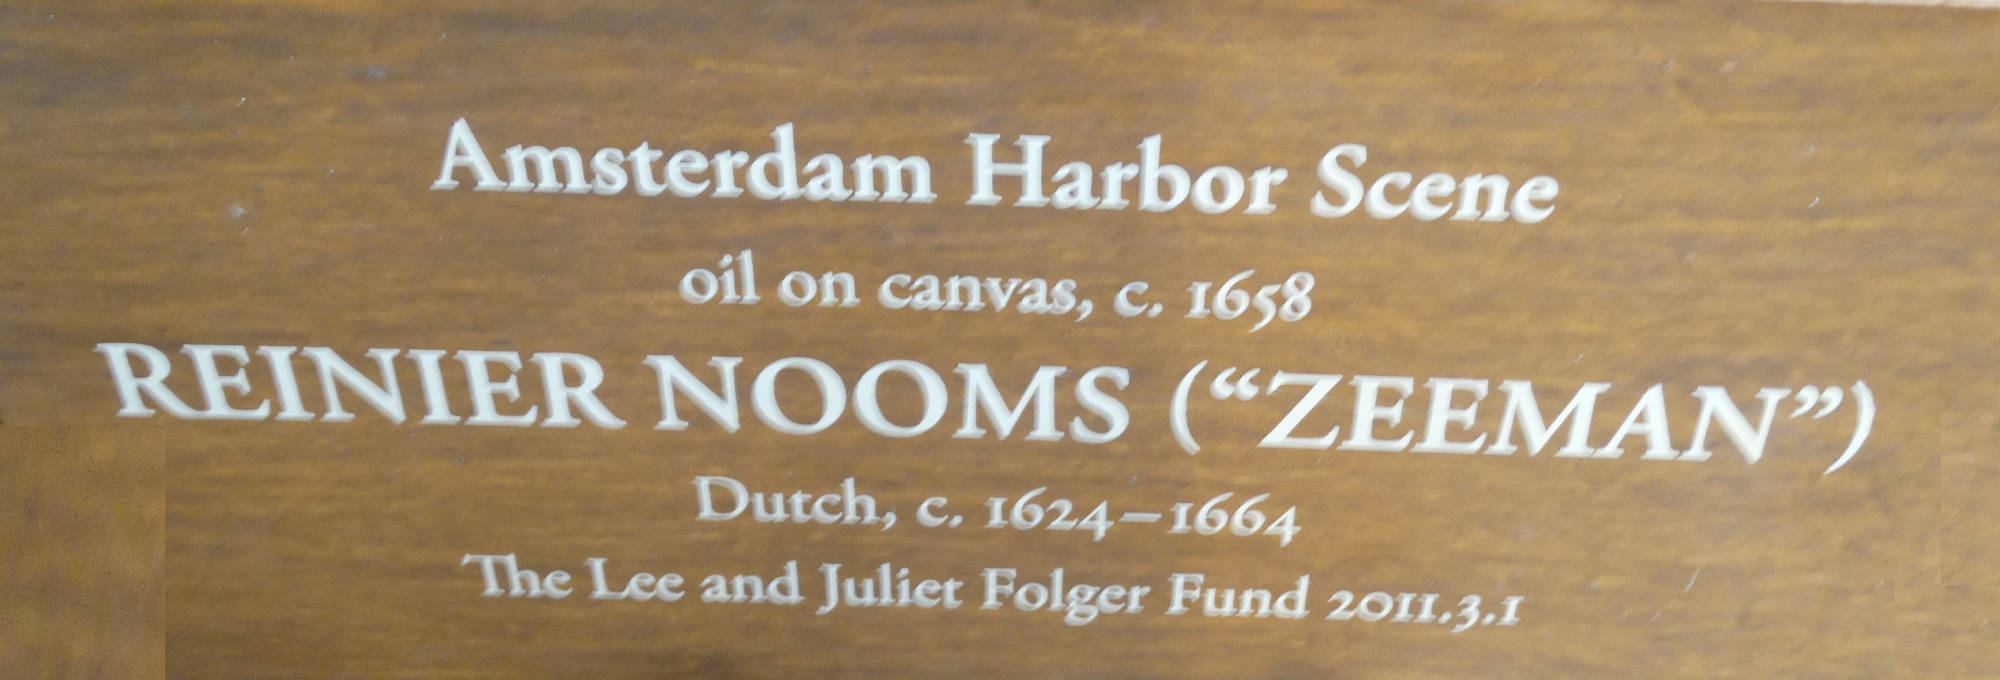 Amsterdam Harbor Scene
oil on canvas, c. 1658
REINIER NOOMS (“ZEEMAN”)
Dutch, c. 1624–1664
The Lee and Juliet Folger Fund 2011.3.1